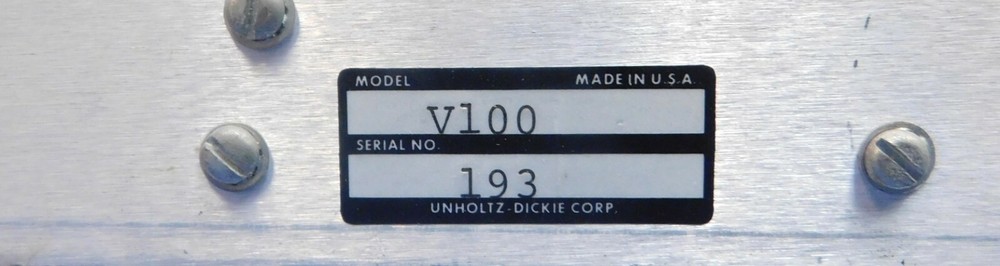 MODEL MADE IN U.S.A.
V100
SERIAL NO.
193
UNHOLTZ-DICKIE CORP.